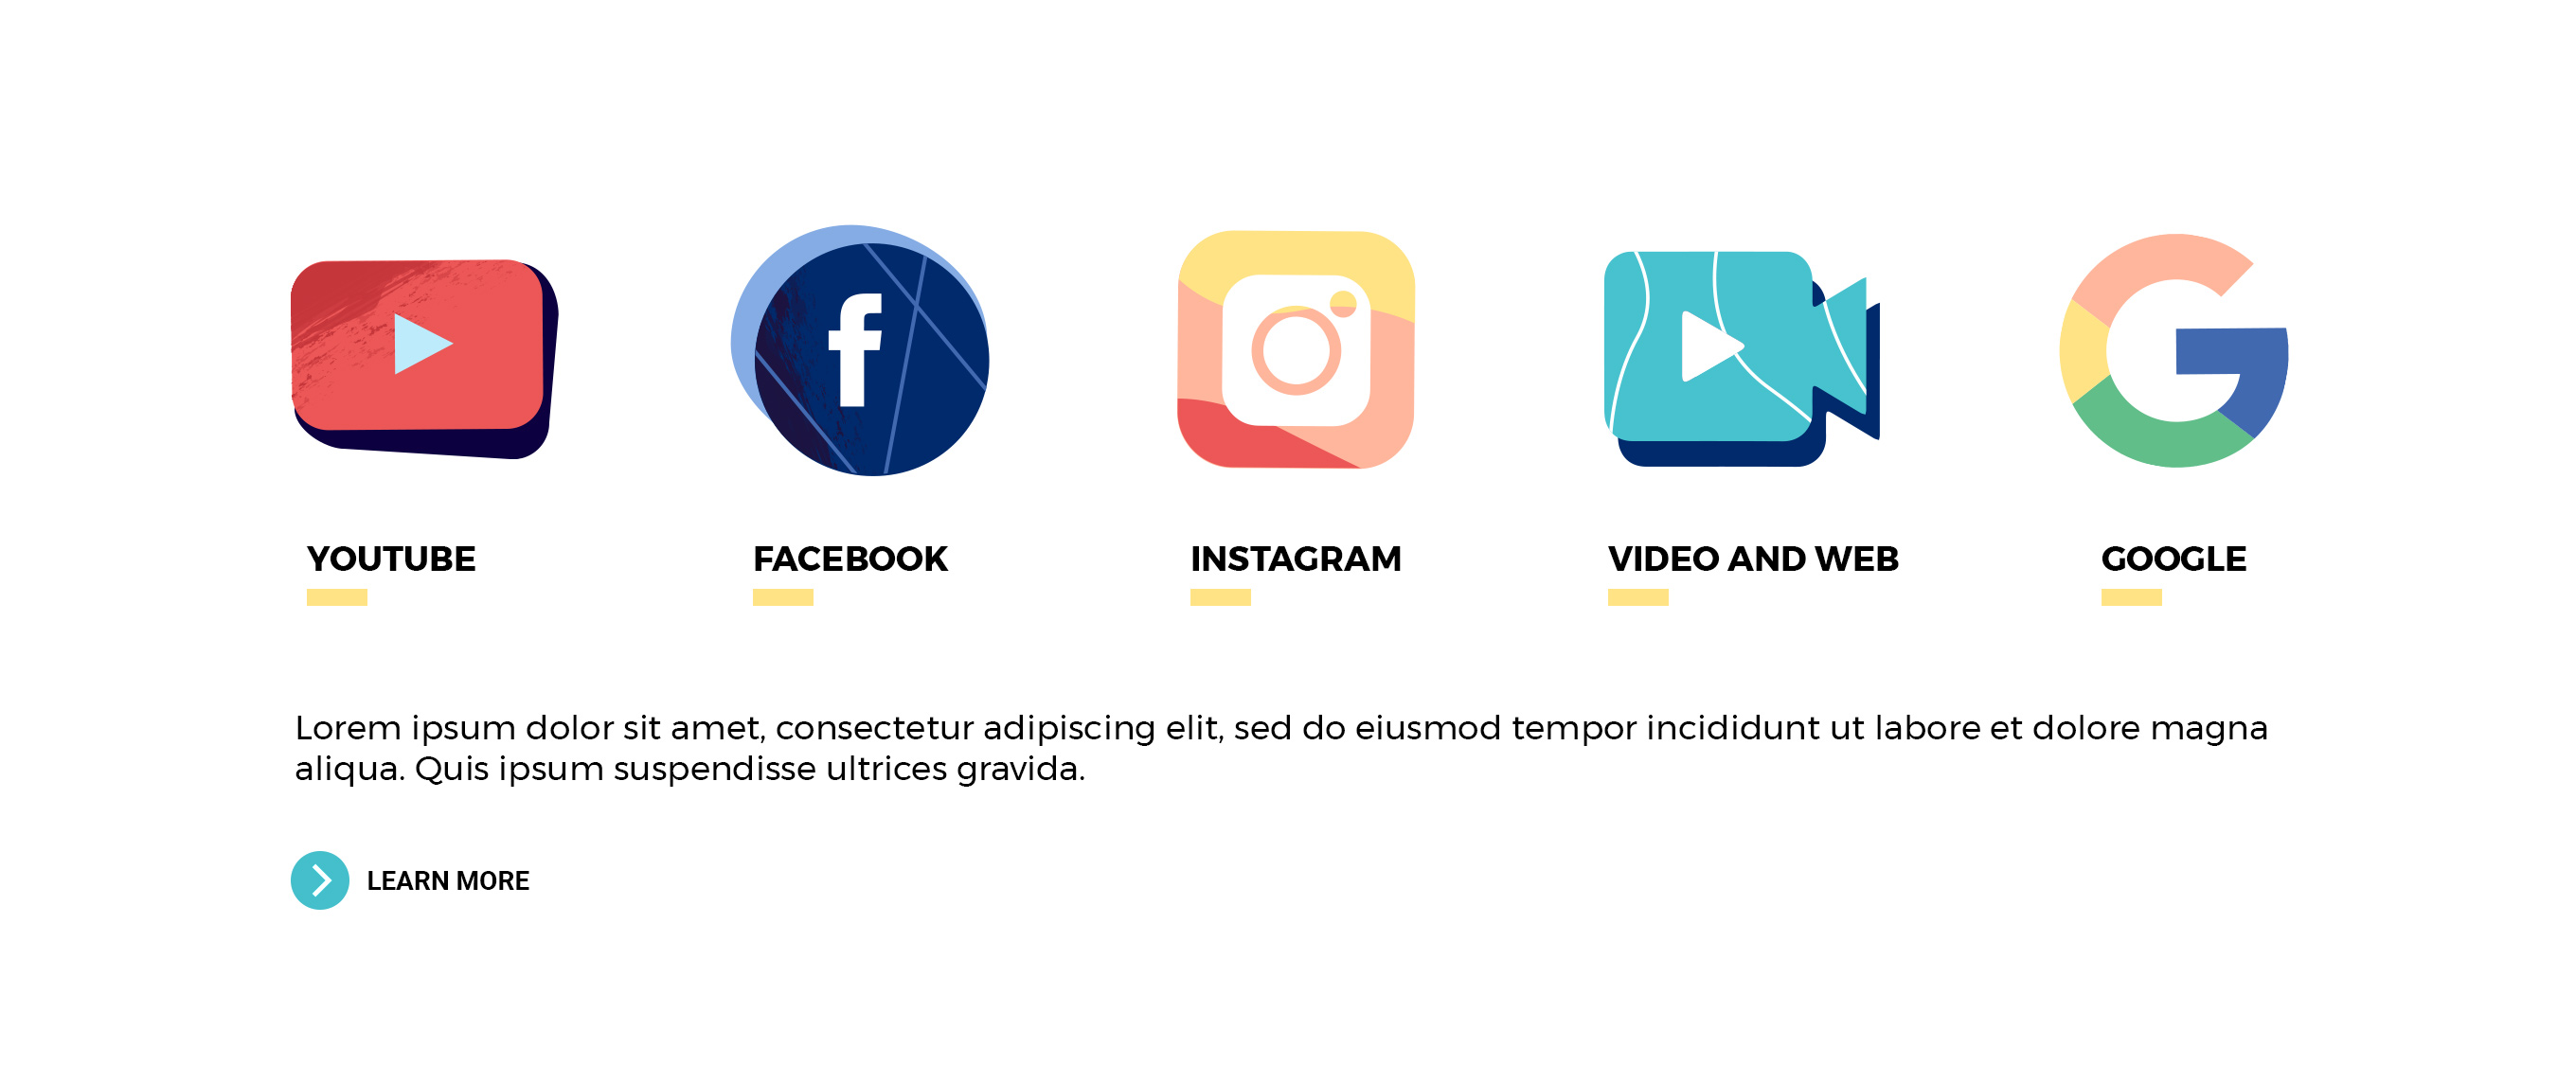 YOUTUBE FACEBOOK INSTAGRAM VIDEO AND WEB GOOGLE
Lorem ipsum dolor sit amet, consectetur adipiscing elit, sed do eiusmod tempor incididunt ut labore et dolore magna
aliqua. Quis ipsum suspendisse ultrices gravida.
LEARN MORE